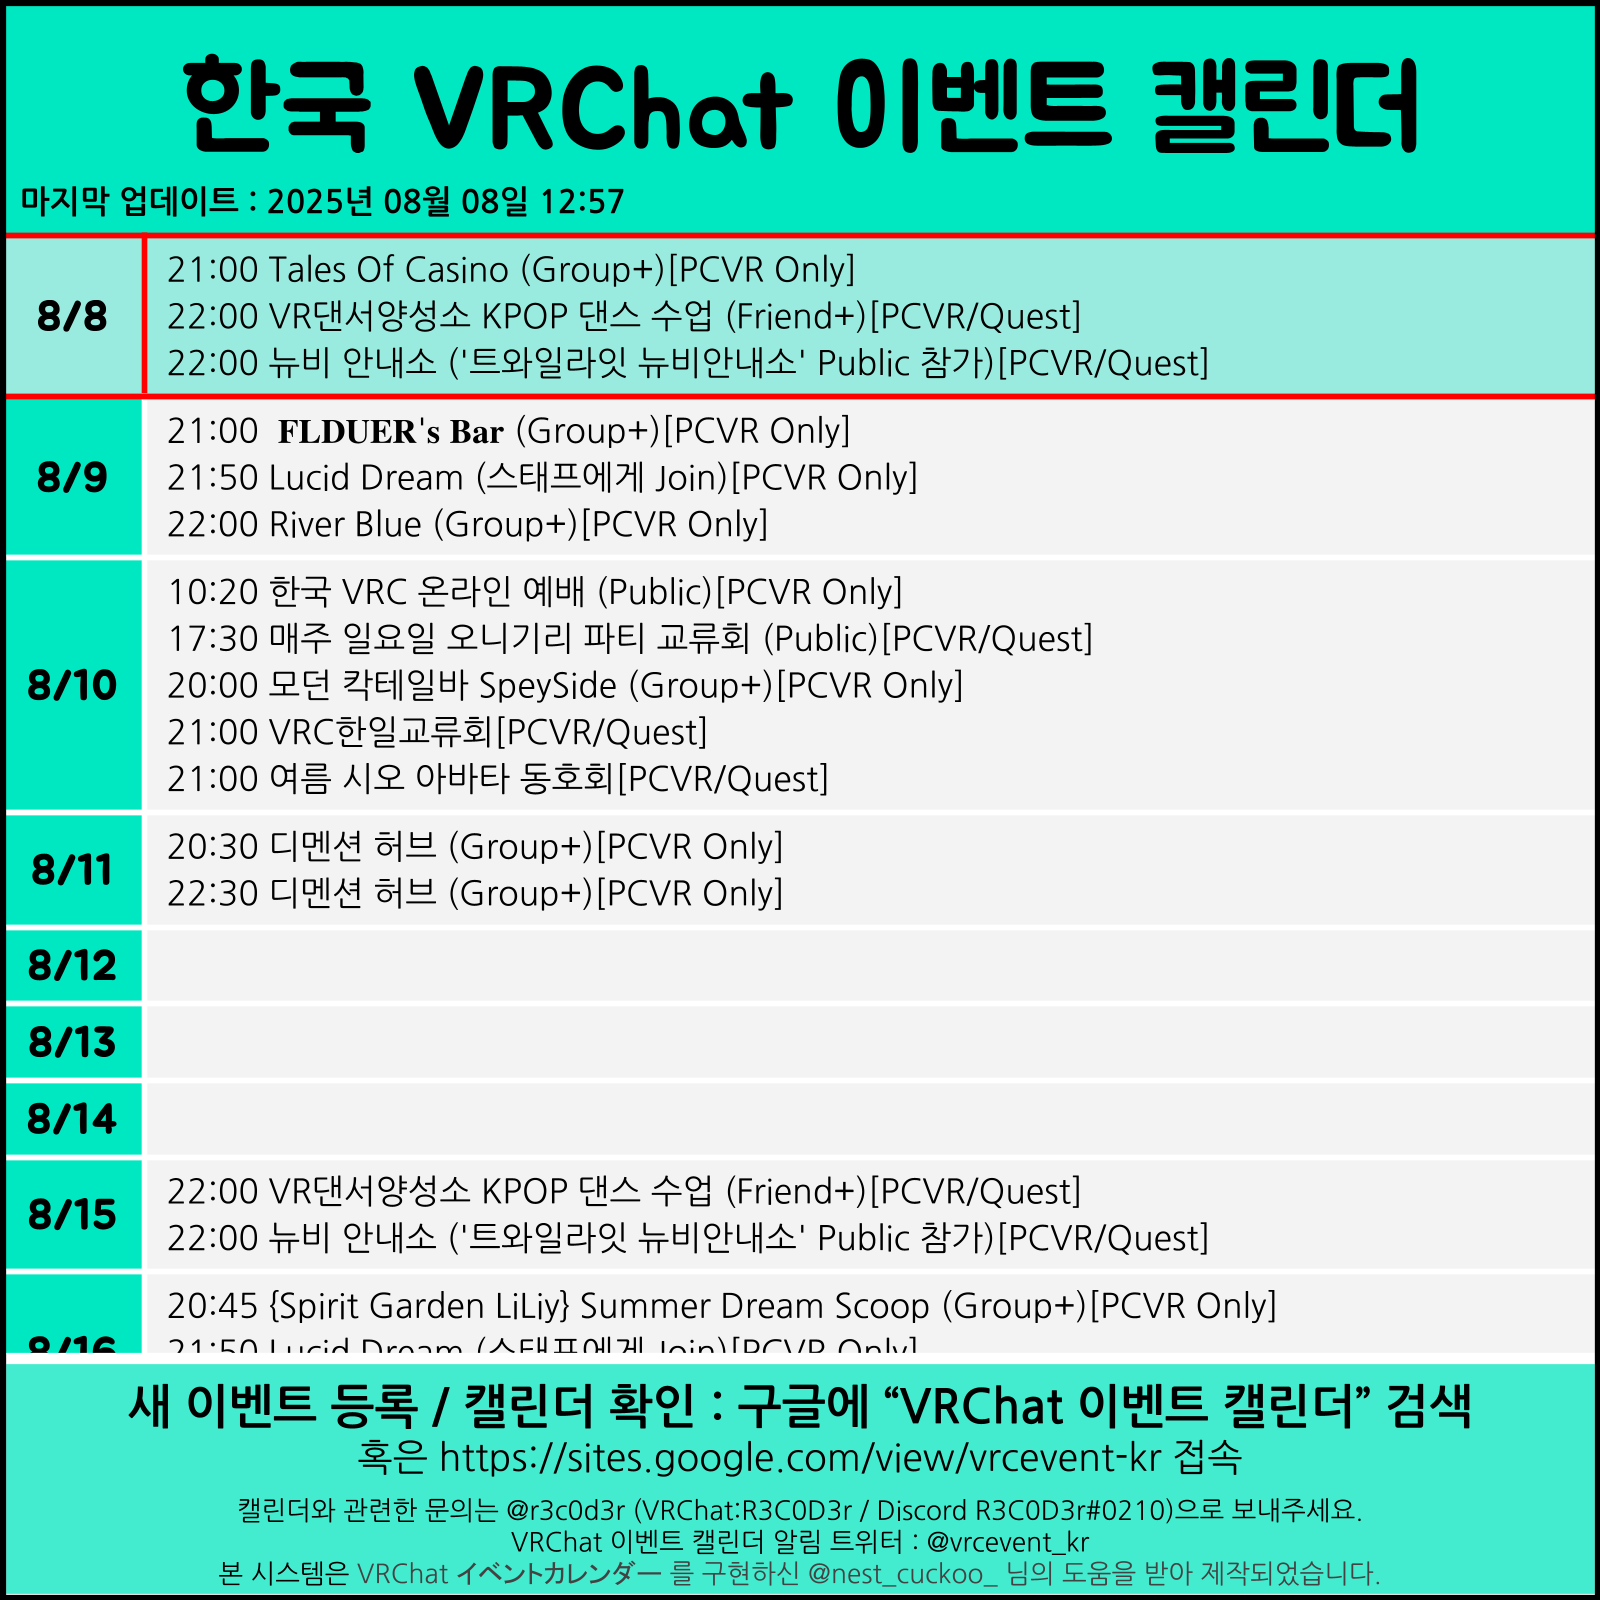 한국 VRChat 이벤트 캘린더
마지막 업데이트 : 2025년 08월 08일 12:57
8/8
21:00 Tales Of Casino (Group+)[PCVR Only]
22:00 VR댄서양성소 KPOP 댄스 수업 (Friend+)[PCVR/Quest]
22:00 뉴비 안내소 ('트와일라잇 뉴비안내소' Public 참가)[PCVR/Quest]
8/9
21:00 FLDUER's Bar (Group+)[PCVR Only]
21:50 Lucid Dream (스태프에게 Join)[PCVR Only]
22:00 River Blue (Group+)[PCVR Only]
8/10
10:20 한국 VRC 온라인 예배 (Public)[PCVR Only]
17:30 매주 일요일 오니기리 파티 교류회 (Public)[PCVR/Quest]
20:00 모던 칵테일바 SpeySide (Group+)[PCVR Only]
21:00 VRC한일교류회[PCVR/Quest]
21:00 여름 시오 아바타 동호회[PCVR/Quest]
8/11
20:30 디멘션 허브 (Group+)[PCVR Only]
22:30 디멘션 허브 (Group+)[PCVR Only]
8/12
8/13
8/14
8/15
22:00 VR댄서양성소 KPOP 댄스 수업 (Friend+)[PCVR/Quest]
22:00 뉴비 안내소 ('트와일라잇 뉴비안내소' Public 참가)[PCVR/Quest]
8/16
20:45 {Spirit Garden LiLiy} Summer Dream Scoop (Group+)[PCVR Only]
21:50 Lucid Dream (스태프에게 Join)[PCVR Only]
새 이벤트 등록 / 캘린더 확인 : 구글에 “VRChat 이벤트 캘린더” 검색
혹은 https://sites.google.com/view/vrcevent-kr 접속
캘린더와 관련한 문의는 @r3c0d3r (VRChat:R3C0D3r / Discord R3C0D3r#0210)으로 보내주세요.
VRChat 이벤트 캘린더 알림 트위터 : @vrcevent_kr
본 시스템은 VRChat イベントカレンダー 를 구현하신 @nest_cuckoo_ 님의 도움을 받아 제작되었습니다.